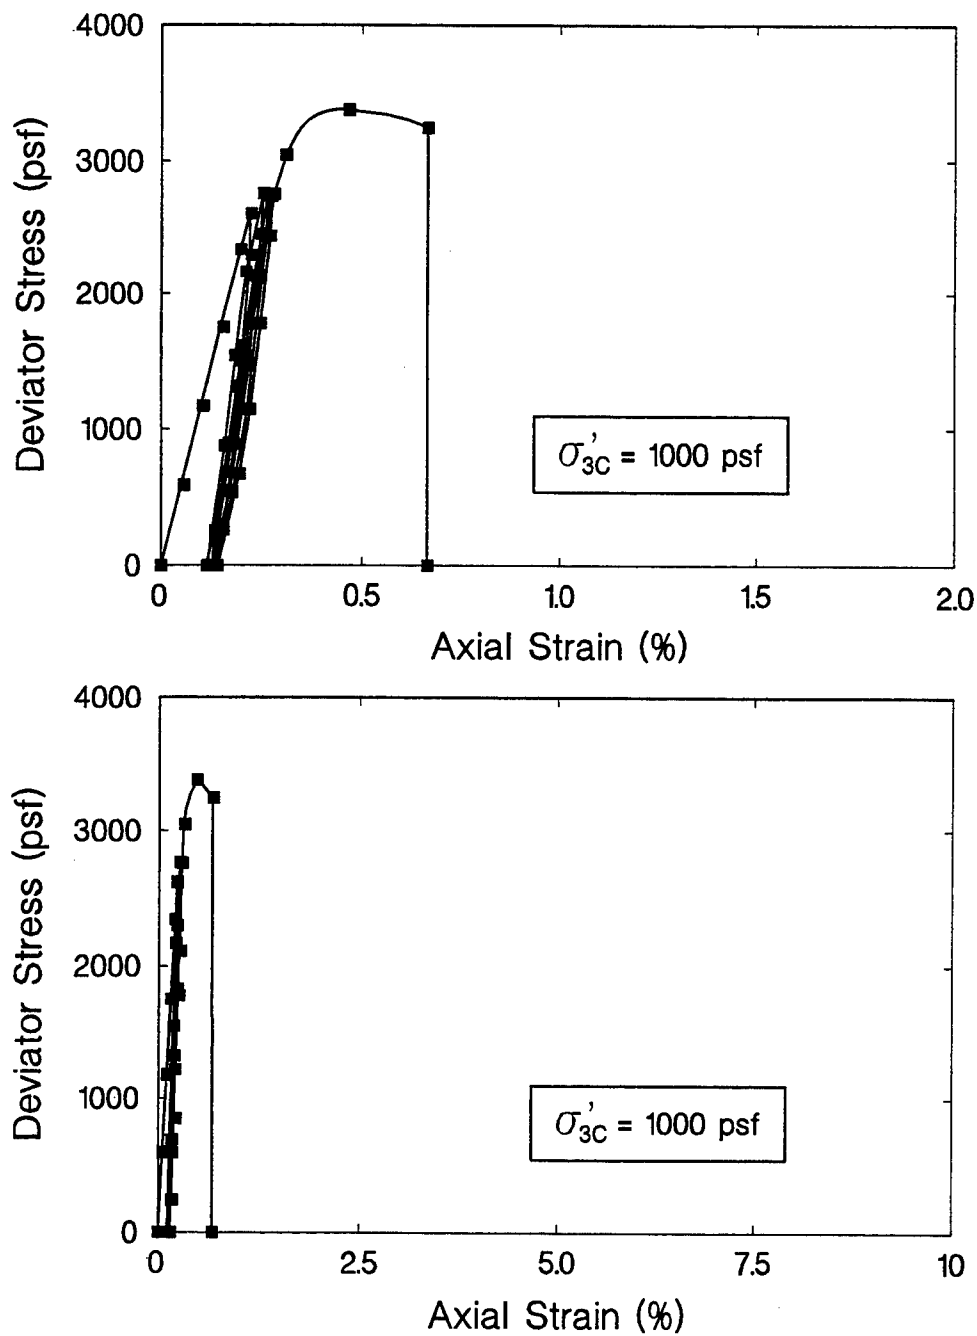 4000
3000
2000
1000
0
Deviator Stress (psf)
σ'3C = 1000 psf
0 0.5 1.0 1.5 2.0
Axial Strain (%)
4000
3000
2000
1000
0
Deviator Stress (psf)
σ'3C = 1000 psf
0 2.5 5.0 7.5 10
Axial Strain (%)